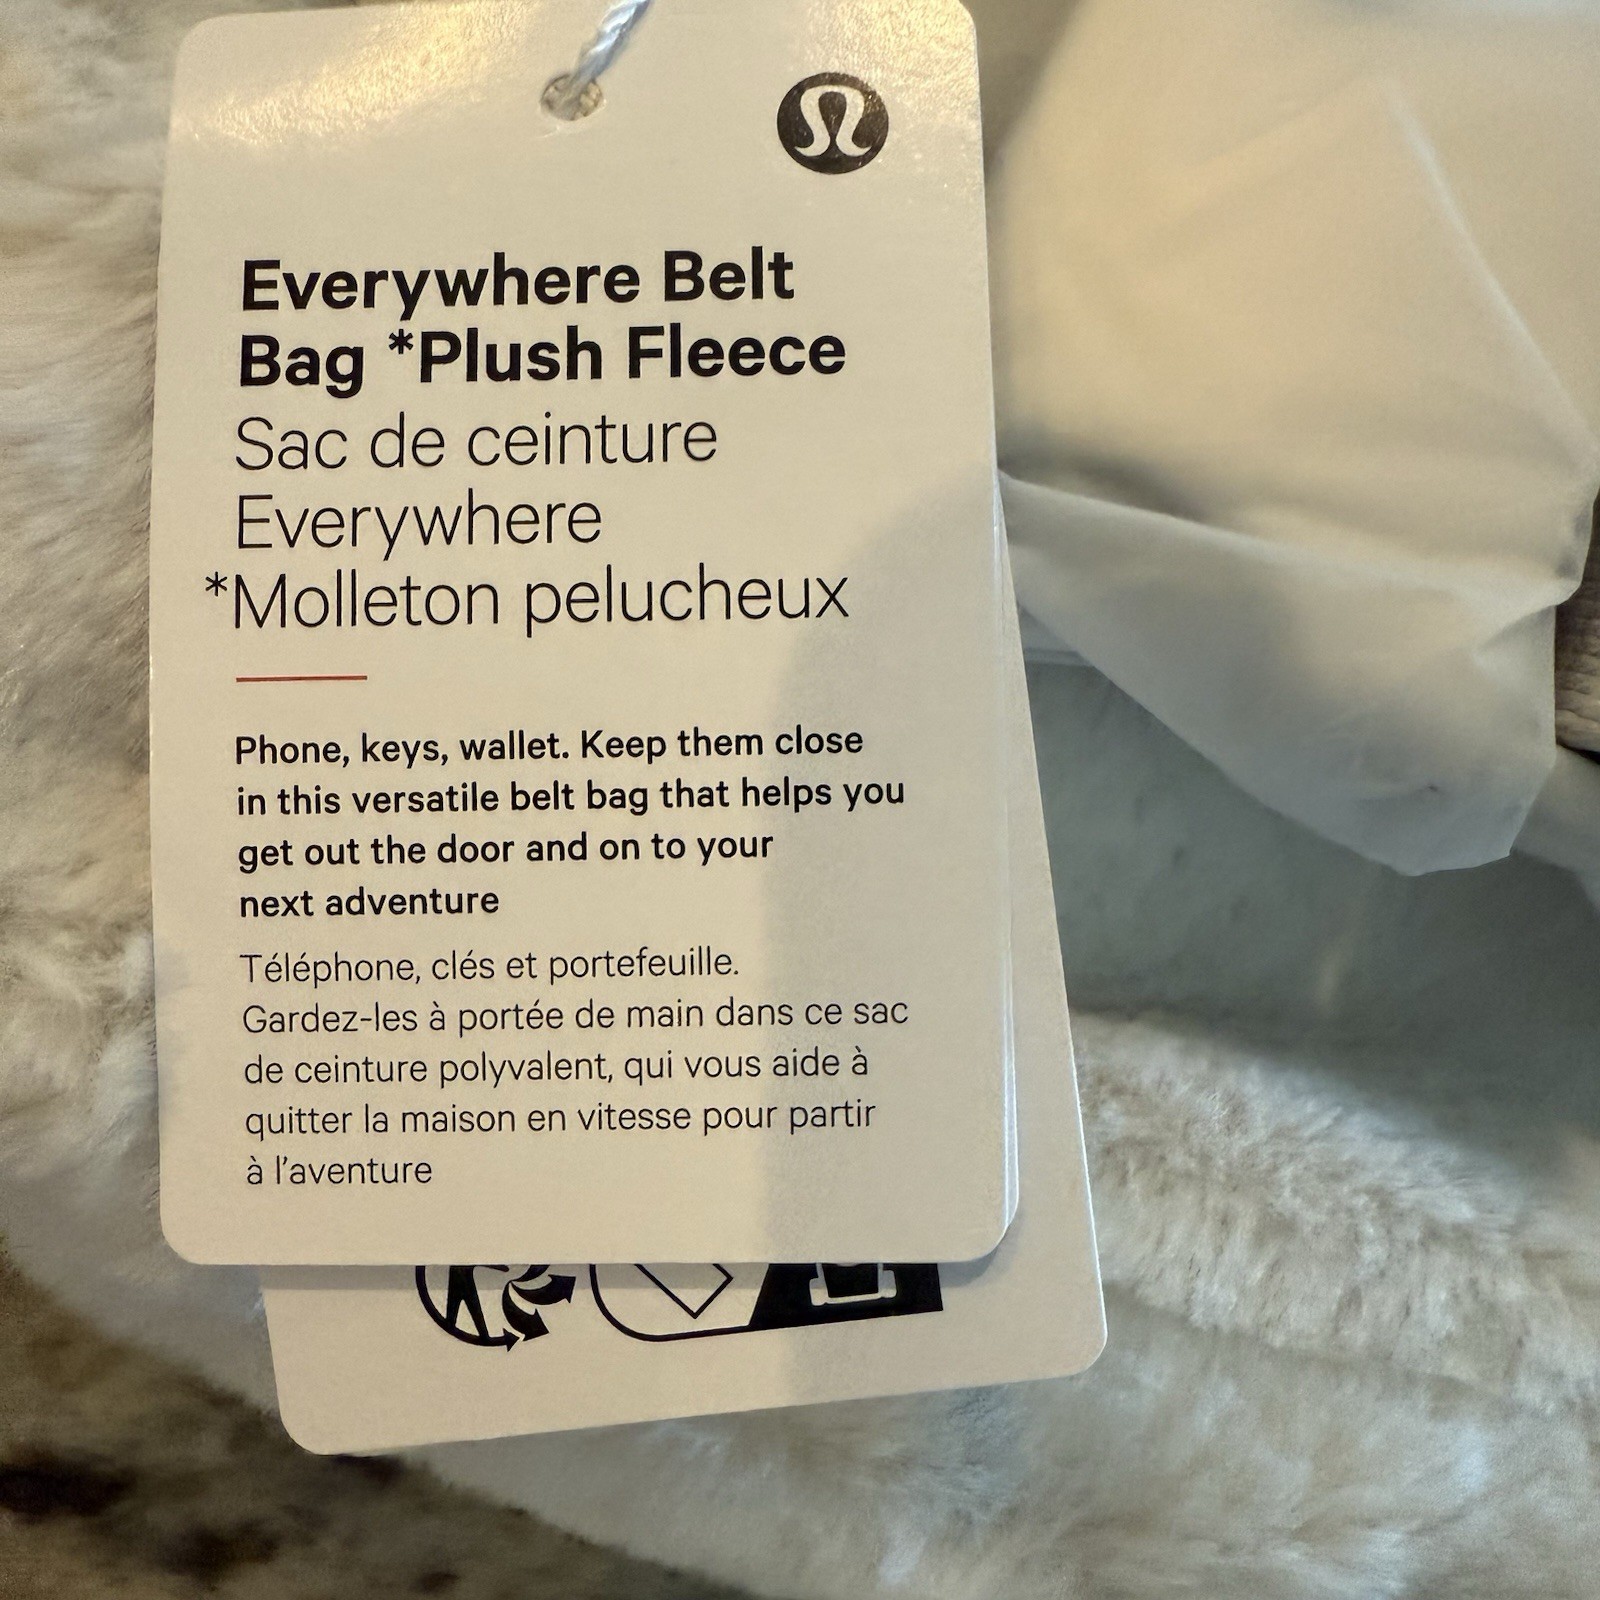 Everywhere Belt
Bag *Plush Fleece
Sac de ceinture
Everywhere
*Molleton pelucheux
Phone, keys, wallet. Keep them close
in this versatile belt bag that helps you
get out the door and on to your
next adventure
Téléphone, clés et portefeuille.
Gardez-les à portée de main dans ce sac
de ceinture polyvalent, qui vous aide à
quitter la maison en vitesse pour partir
à l'aventure